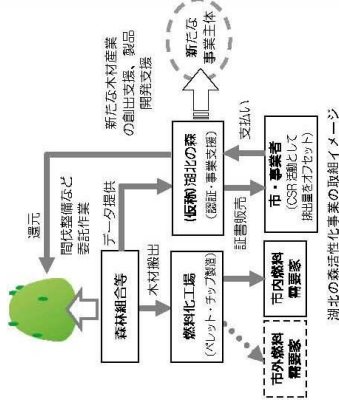 還元
間伐整備など
委託作業
新たな木材産業
の創出支援、製品
開発支援
新たな
事業主体
森林組合等
データ提供
(仮称)湖北の森
(認証・事業支援)
木材搬出
証書販売
支払い
燃料化工場
(ペレット・チップ製造)
市・事業者
(CSR 活動として
排出量をオフセット)
市外燃料
需要家
市内燃料
需要家
湖北の森活性化事業の取組イメージ